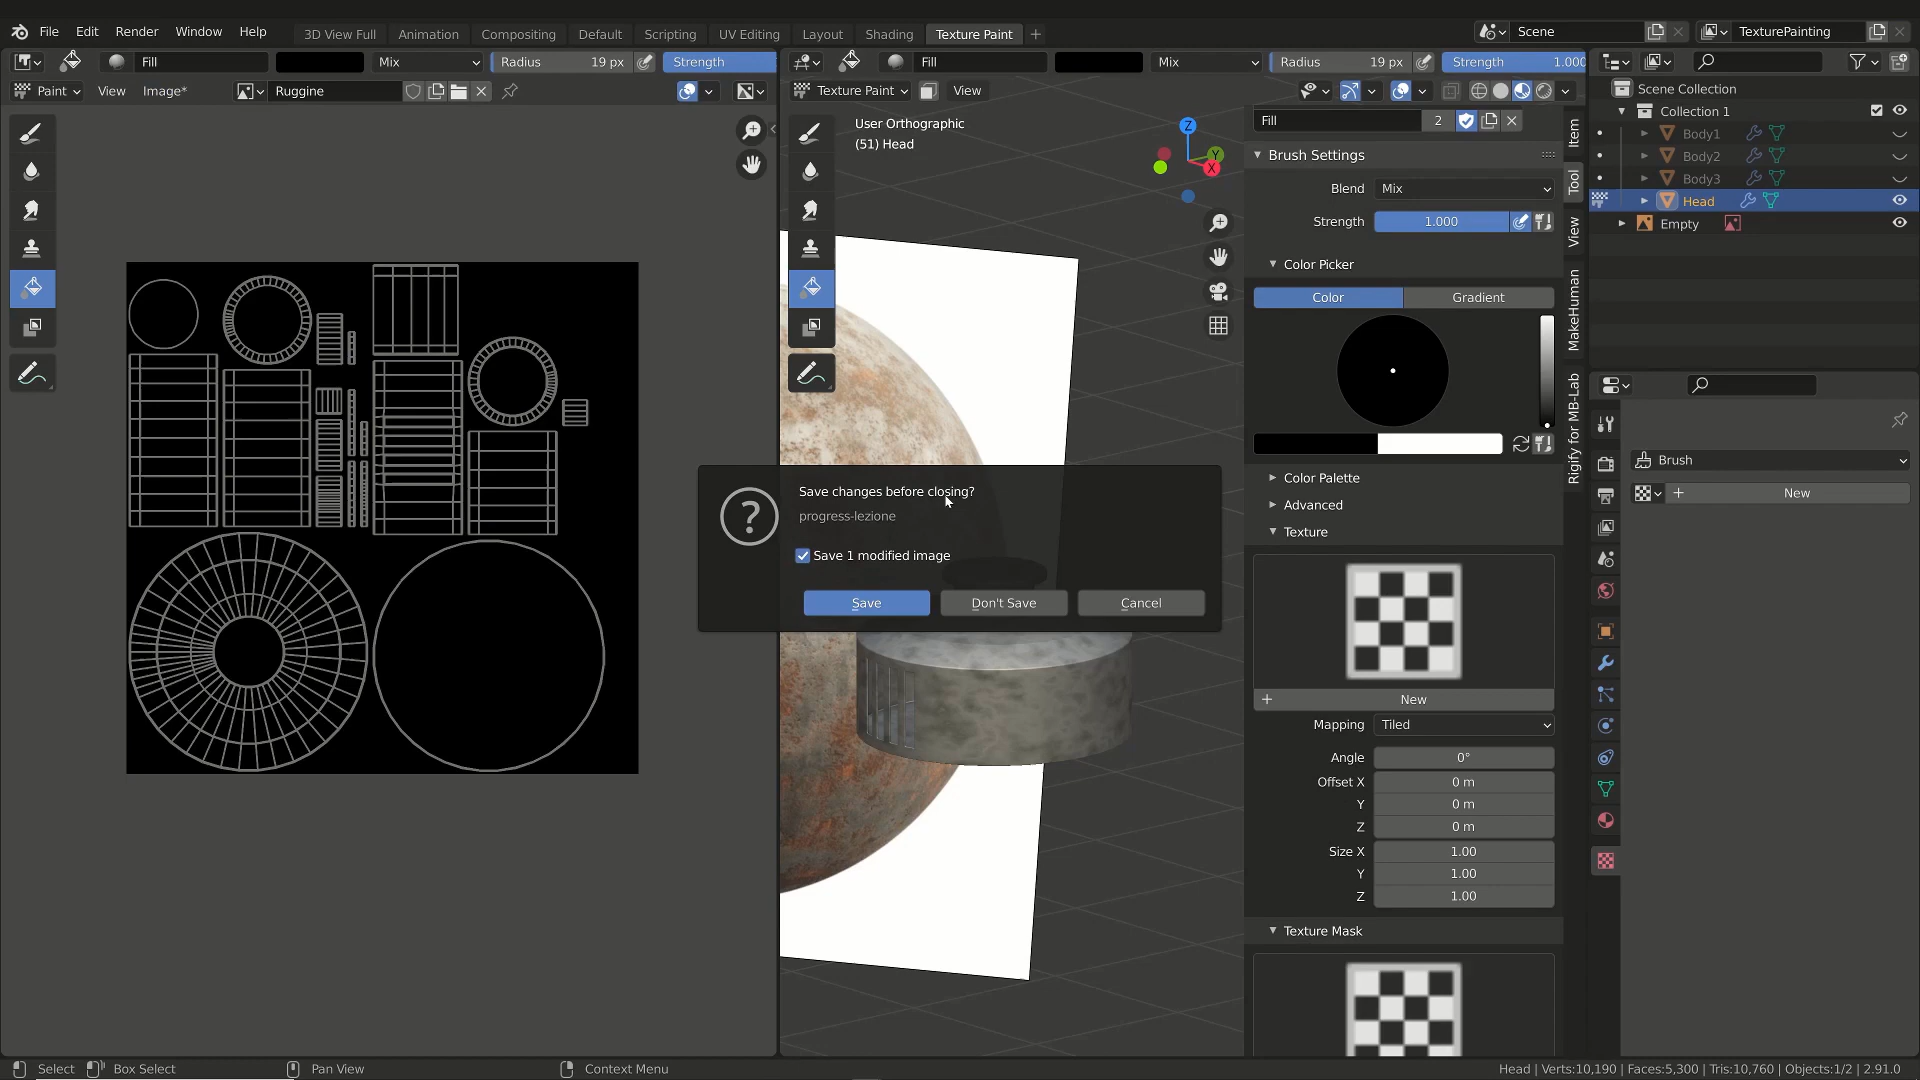 File Edit Render Window Help 3D View Full Animation Compositing Default Scripting UV Editing Layout Shading Texture Paint + Scene TexturePainting
Fill Mix Radius 19 px Strength
Fill Mix Radius 19 px Strength 1.000
Paint View Image* Ruggine
Texture Paint View
User Orthographic
(51) Head
Z
Y
X
Fill 2
Brush Settings
Blend Mix
Strength 1.000
Color Picker
Color Gradient
Color Palette
Advanced
Texture
New
Mapping Tiled
Angle 0°
Offset X 0 m
Y 0 m
Z 0 m
Size X 1.00
Y 1.00
Z 1.00
Texture Mask
Item
Tool
View
MakeHuman
Rigify for MB-Lab
Scene Collection
Collection 1
Body1
Body2
Body3
Head
Empty
Brush
New
?
Save changes before closing?
progress-lezione
Save 1 modified image
Save Don't Save Cancel
Select Box Select Pan View Context Menu Head | Verts:10,190 | Faces:5,300 | Tris:10,760 | Objects:1/2 | 2.91.0